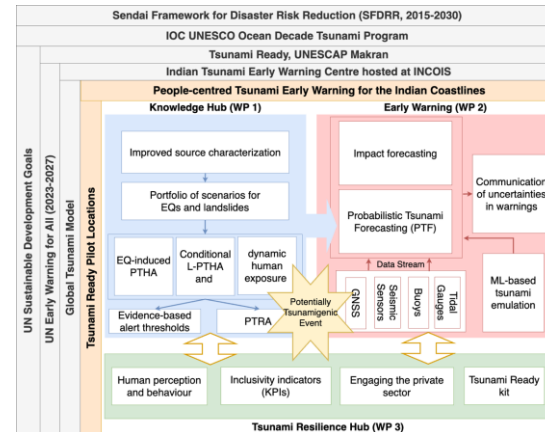 Sendai Framework for Disaster Risk Reduction (SFDRR, 2015-2030)
IOC UNESCO Ocean Decade Tsunami Program
Tsunami Ready, UNESCAP Makran
Indian Tsunami Early Warning Centre hosted at INCOIS
People-centred Tsunami Early Warning for the Indian Coastlines
UN Sustainable Development Goals
UN Early Warning for All (2023-2027)
Global Tsunami Model
Tsunami Ready Pilot Locations
Knowledge Hub (WP 1)
Improved source characterization
Portfolio of scenarios for
EQs and landslides
EQ-induced
PTHA
Conditional
L-PTHA
and
dynamic
human
exposure
Evidence-based
alert thresholds
PTRA
Potentially
Tsunamigenic
Event
Early Warning (WP 2)
Impact forecasting
Probabilistic Tsunami
Forecasting (PTF)
Data Stream
GNSS
Seismic
Sensors
Buoys
Tidal
Gauges
Communication
of uncertainties
in warnings
ML-based
tsunami
emulation
Human perception
and behaviour
Inclusivity indicators
(KPIs)
Engaging the private
sector
Tsunami Ready
kit
Tsunami Resilience Hub (WP 3)